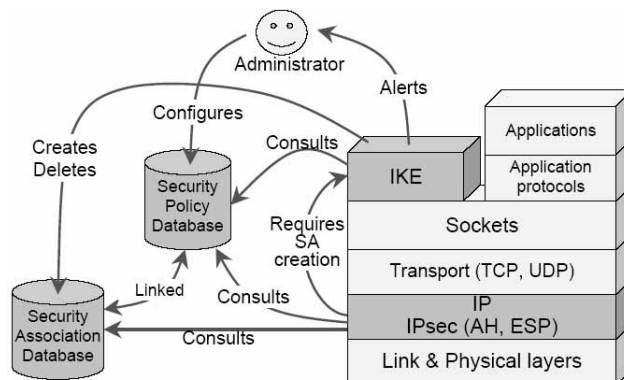 Administrator
Alerts
Configures
Creates
Deletes
Consults
Applications
Application
protocols
IKE
Security
Policy
Database
Requires
SA
creation
Sockets
Transport (TCP, UDP)
Linked
Consults
IP
IPsec (AH, ESP)
Security
Association
Database
Consults
Link & Physical layers